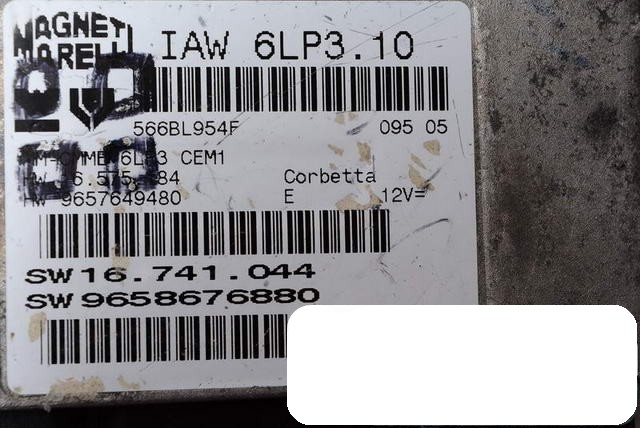 MAGNETI
MARELLI
IAW 6LP3.10
566BL954F 095 05
6LP3 CEM1
84 Corbetta
9657649480 E 12V=
SW 16.741.044
SW 9658676880